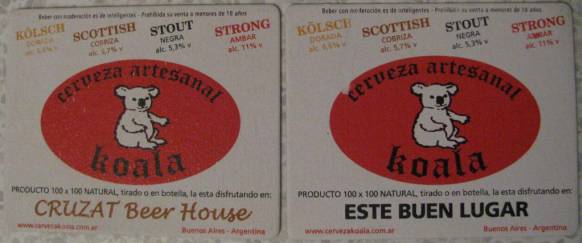 Beber con moderación es de inteligentes - Prohibida su venta a menores de 18 años
KÖLSCH SCOTTISH STOUT STRONG
DORADA COBRIZA NEGRA AMBAR
alc. 5,7% v alc. 5,3% v alc. 11% v
cerveza artesanal
koala
PRODUCTO 100 x 100 NATURAL, tirado o en botella, la esta disfrutando en:
CRUZAT Beer House
www.cervezakoala.com.ar Buenos Aires - Argentina
Beber con moderación es de inteligentes - Prohibida su venta a menores de 18 años
KÖLSCH SCOTTISH STOUT STRONG
DORADA COBRIZA NEGRA AMBAR
alc. 5,7% v alc. 5,3% v alc. 11% v
cerveza artesanal
koala
PRODUCTO 100 x 100 NATURAL, tirado o en botella, la esta disfrutando en:
ESTE BUEN LUGAR
www.cervezakoala.com.ar Buenos Aires - Argentina